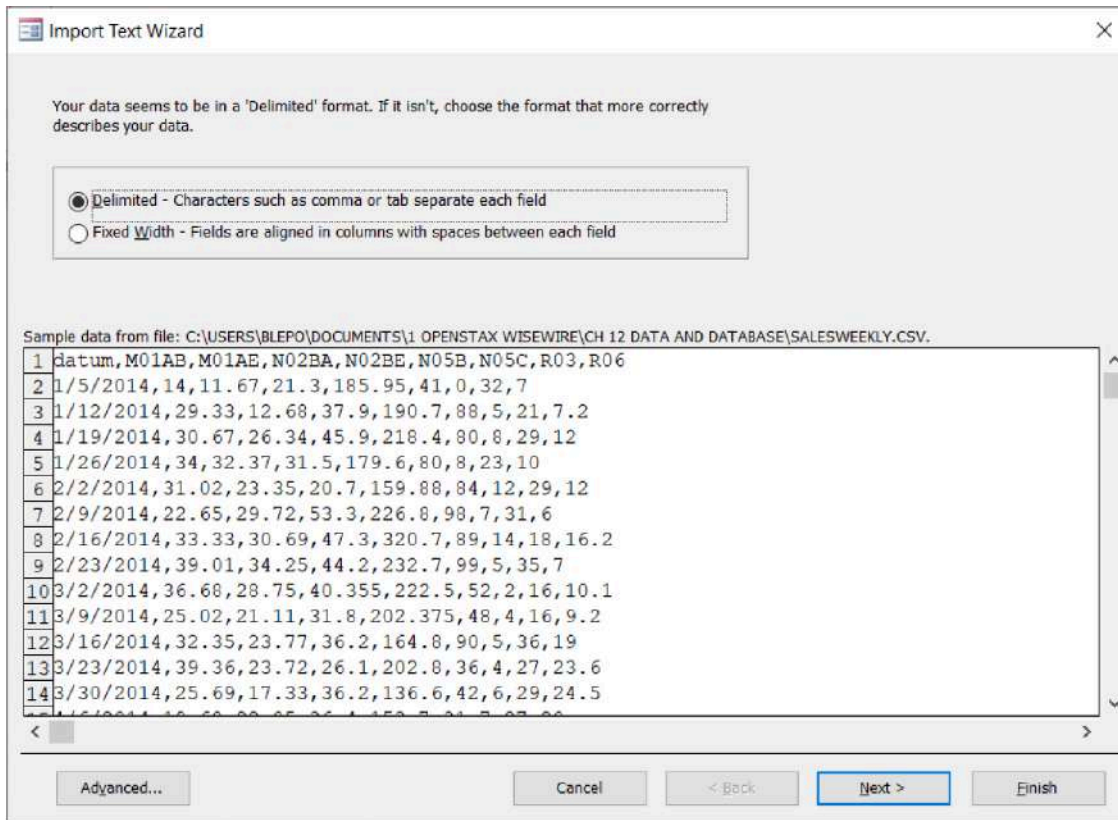 Import Text Wizard
Your data seems to be in a 'Delimited' format. If it isn't, choose the format that more correctly
describes your data.
Delimited - Characters such as comma or tab separate each field
Fixed Width - Fields are aligned in columns with spaces between each field
Sample data from file: C:\USERS\BLEPO\DOCUMENTS\1 OPENSTAX WISEWIRE\CH 12 DATA AND DATABASE\SALESWEEKLY.CSV.
1 datum,M01AB,M01AE,N02BA,N02BE,N05B,N05C,R03,R06
2 1/5/2014,14,11.67,21.3,185.95,41,0,32,7
3 1/12/2014,29.33,12.68,37.9,190.7,88,5,21,7.2
4 1/19/2014,30.67,26.34,45.9,218.4,80,8,29,12
5 1/26/2014,34,32.37,31.5,179.6,80,8,23,10
6 2/2/2014,31.02,23.35,20.7,159.88,84,12,29,12
7 2/9/2014,22.65,29.72,53.3,226.8,98,7,31,6
8 2/16/2014,33.33,30.69,47.3,320.7,89,14,18,16.2
9 2/23/2014,39.01,34.25,44.2,232.7,99,5,35,7
10 3/2/2014,36.68,28.75,40.355,222.5,52,2,16,10.1
11 3/9/2014,25.02,21.11,31.8,202.375,48,4,16,9.2
12 3/16/2014,32.35,23.77,36.2,164.8,90,5,36,19
13 3/23/2014,39.36,23.72,26.1,202.8,36,4,27,23.6
14 3/30/2014,25.69,17.33,36.2,136.6,42,6,29,24.5
Advanced... Cancel < Back Next > Finish